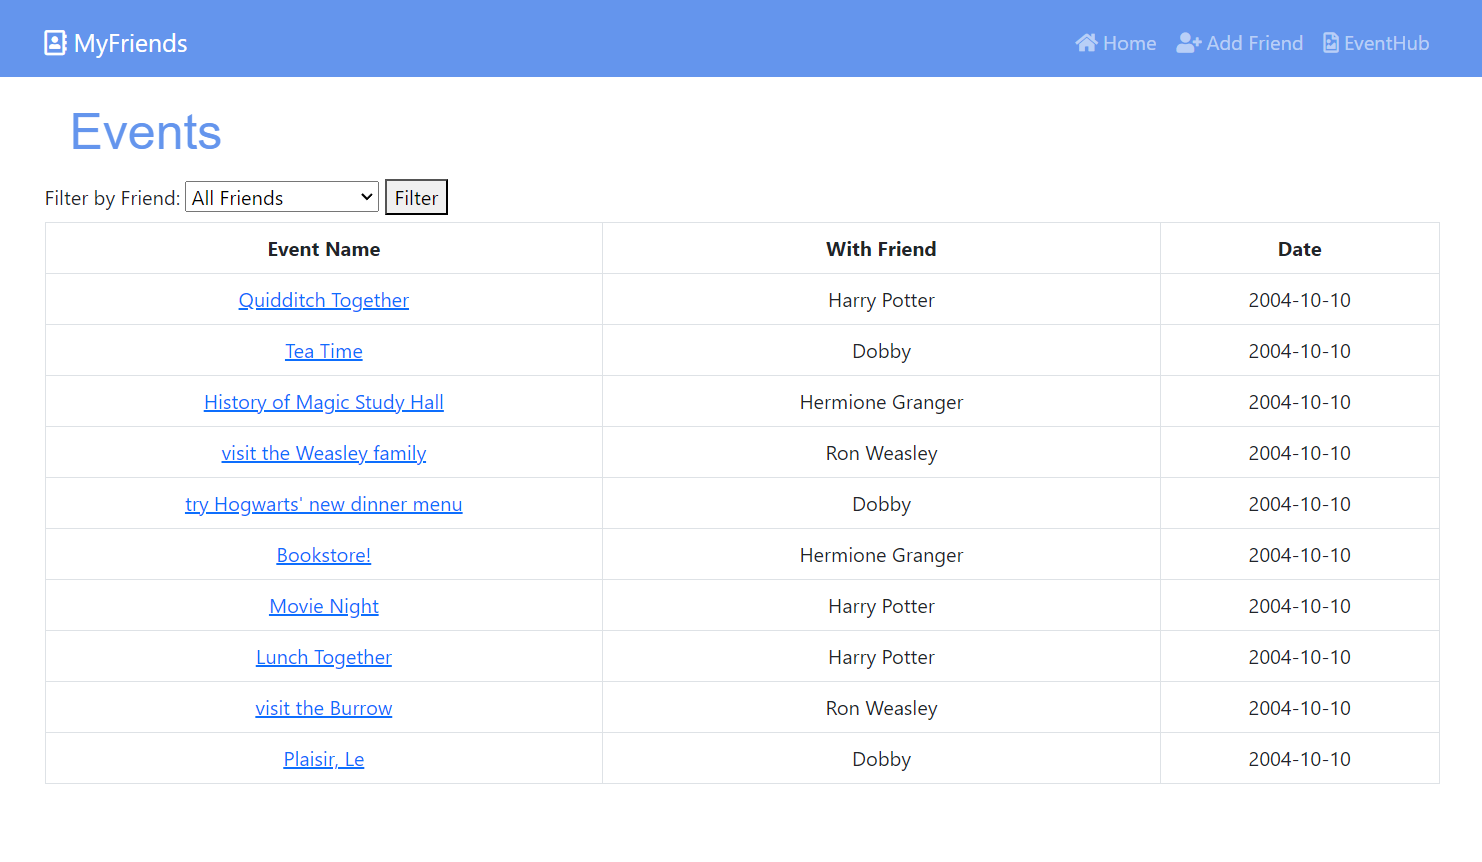 MyFriends Home Add Friend EventHub
Events
Filter by Friend: All Friends Filter
Event Name With Friend Date
Quidditch Together Harry Potter 2004-10-10
Tea Time Dobby 2004-10-10
History of Magic Study Hall Hermione Granger 2004-10-10
visit the Weasley family Ron Weasley 2004-10-10
try Hogwarts' new dinner menu Dobby 2004-10-10
Bookstore! Hermione Granger 2004-10-10
Movie Night Harry Potter 2004-10-10
Lunch Together Harry Potter 2004-10-10
visit the Burrow Ron Weasley 2004-10-10
Plaisir, Le Dobby 2004-10-10